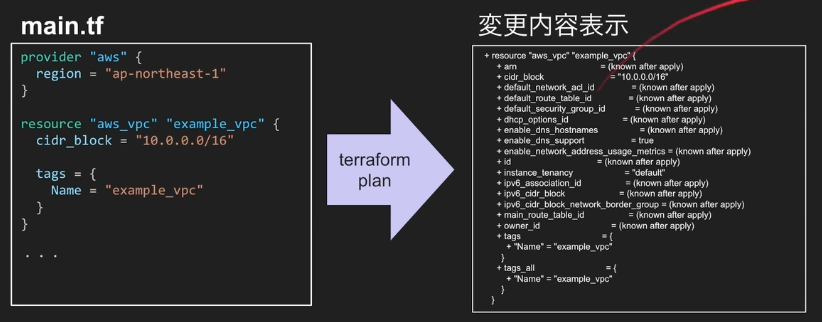 main.tf
provider "aws" {
region = "ap-northeast-1"
}
resource "aws_vpc" "example_vpc" {
cidr_block = "10.0.0.0/16"
tags = {
Name = "example_vpc"
}
}
...
terraform
plan
変更内容表示
+ resource "aws_vpc" "example_vpc" {
+ arn = (known after apply)
+ cidr_block = "10.0.0.0/16"
+ default_network_acl_id = (known after apply)
+ default_route_table_id = (known after apply)
+ default_security_group_id = (known after apply)
+ dhcp_options_id = (known after apply)
+ enable_dns_hostnames = (known after apply)
+ enable_dns_support = true
+ enable_network_address_usage_metrics = (known after apply)
+ id = (known after apply)
+ instance_tenancy = "default"
+ ipv6_association_id = (known after apply)
+ ipv6_cidr_block = (known after apply)
+ ipv6_cidr_block_network_border_group = (known after apply)
+ main_route_table_id = (known after apply)
+ owner_id = (known after apply)
+ tags = {
+ "Name" = "example_vpc"
}
+ tags_all = {
+ "Name" = "example_vpc"
}
}